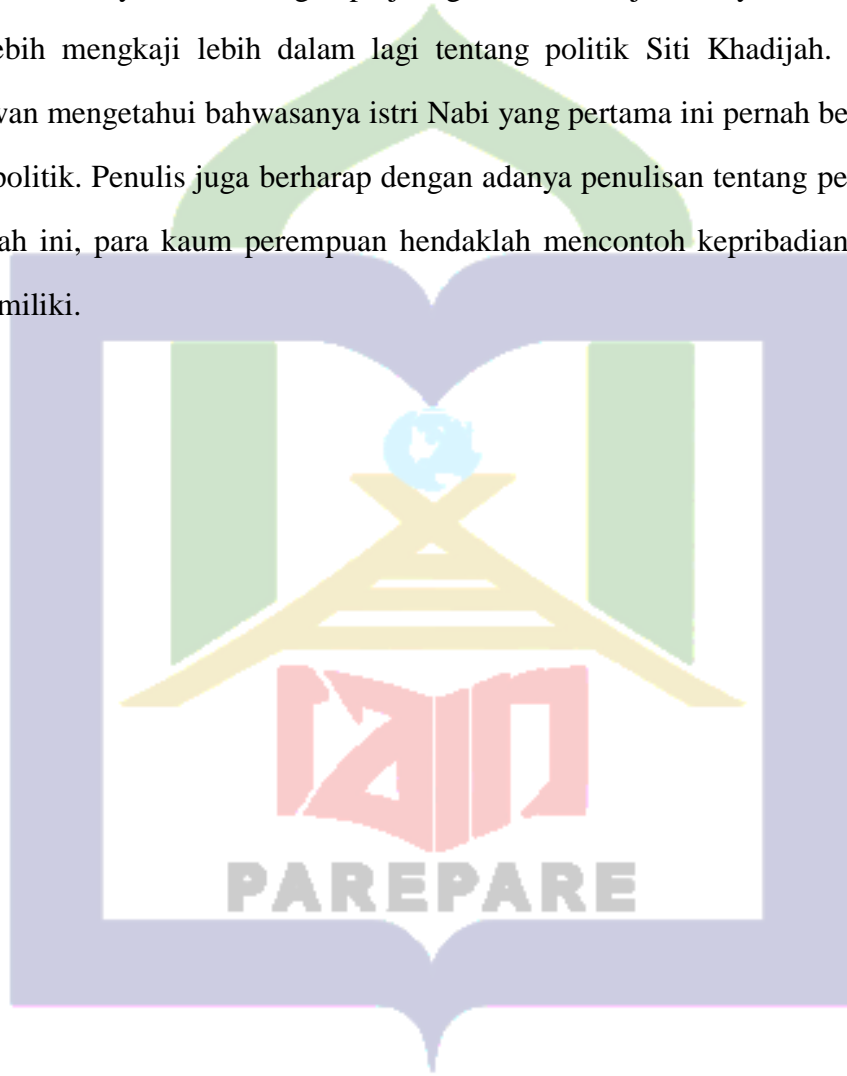 ebih mengkaji lebih dalam lagi tentang politik Siti Khadijah.
van mengetahui bahwasanya istri Nabi yang pertama ini pernah be
politik. Penulis juga berharap dengan adanya penulisan tentang pe
ah ini, para kaum perempuan hendaklah mencontoh kepribadian
miliki.
iain
PAREPARE